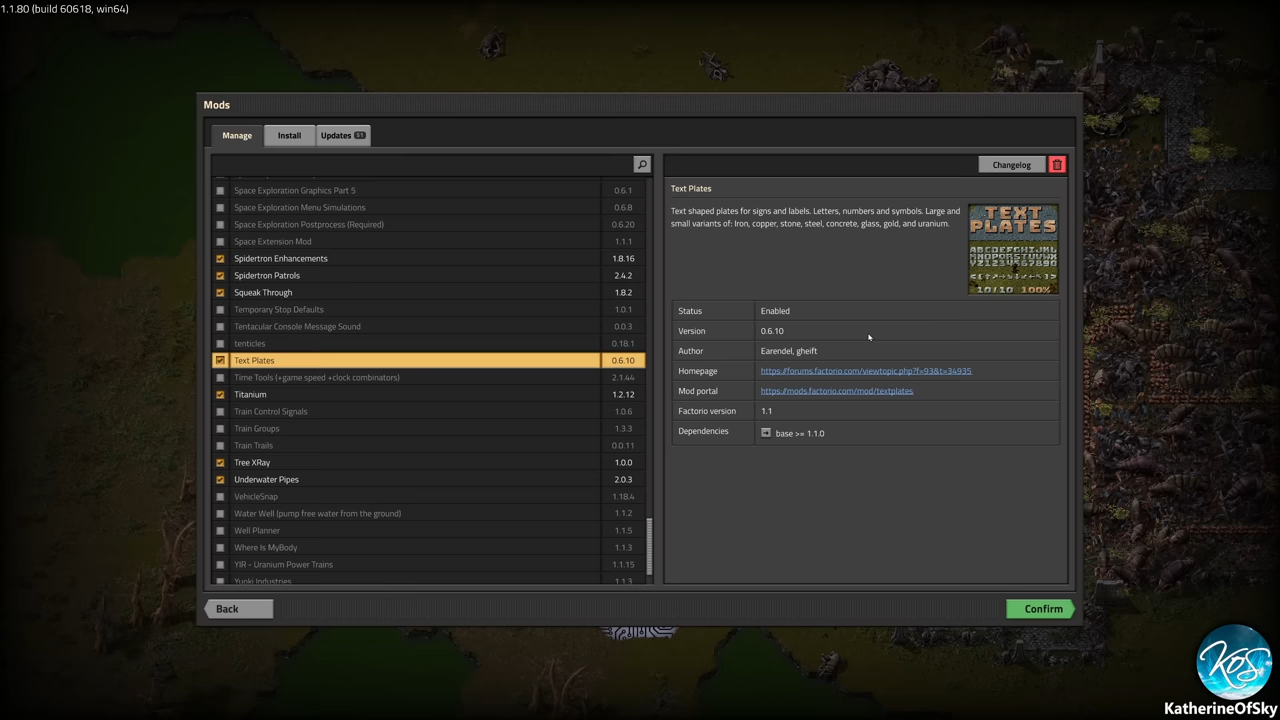 1.1.80 (build 60618, win64)
Mods
Manage
Install
Updates 51
Space Exploration Graphics Part 5 0.6.1
Space Exploration Menu Simulations 0.6.8
Space Exploration Postprocess (Required) 0.6.20
Space Extension Mod 1.1.1
Spidertron Enhancements 1.8.16
Spidertron Patrols 2.4.2
Squeak Through 1.8.2
Temporary Stop Defaults 1.0.1
Tentacular Console Message Sound 0.0.3
tenticles 0.18.1
Text Plates 0.6.10
Time Tools (+game speed +clock combinators) 2.1.44
Titanium 1.2.12
Train Control Signals 1.0.6
Train Groups 1.3.3
Train Trails 0.0.11
Tree XRay 1.0.0
Underwater Pipes 2.0.3
VehicleSnap 1.18.4
Water Well (pump free water from the ground) 1.1.2
Well Planner 1.1.5
Where Is MyBody 1.1.3
YIR - Uranium Power Trains 1.1.15
Yuoki Industries 1.1.3
Changelog
Text Plates
Text shaped plates for signs and labels. Letters, numbers and symbols. Large and
small variants of: Iron, copper, stone, steel, concrete, glass, gold, and uranium.
TEXT
PLATES
ABCDEFGHIJKL
MNOPQRSTUVWX
YZ1234567890
10/10 100%
Status Enabled
Version 0.6.10
Author Earendel, gheift
Homepage https://forums.factorio.com/viewtopic.php?f=93&t=34935
Mod portal https://mods.factorio.com/mod/textplates
Factorio version 1.1
Dependencies base >= 1.1.0
Back
Confirm
KOS
KatherineOfSky